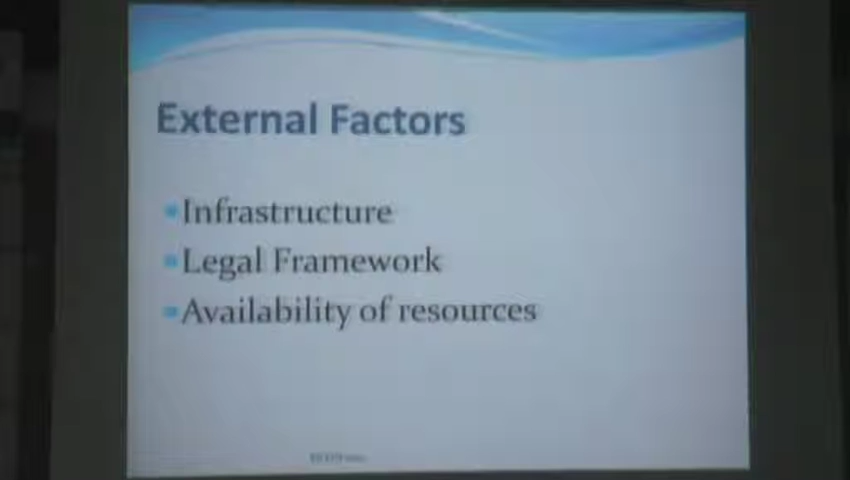 External Factors
Infrastructure
Legal Framework
Availability of resources